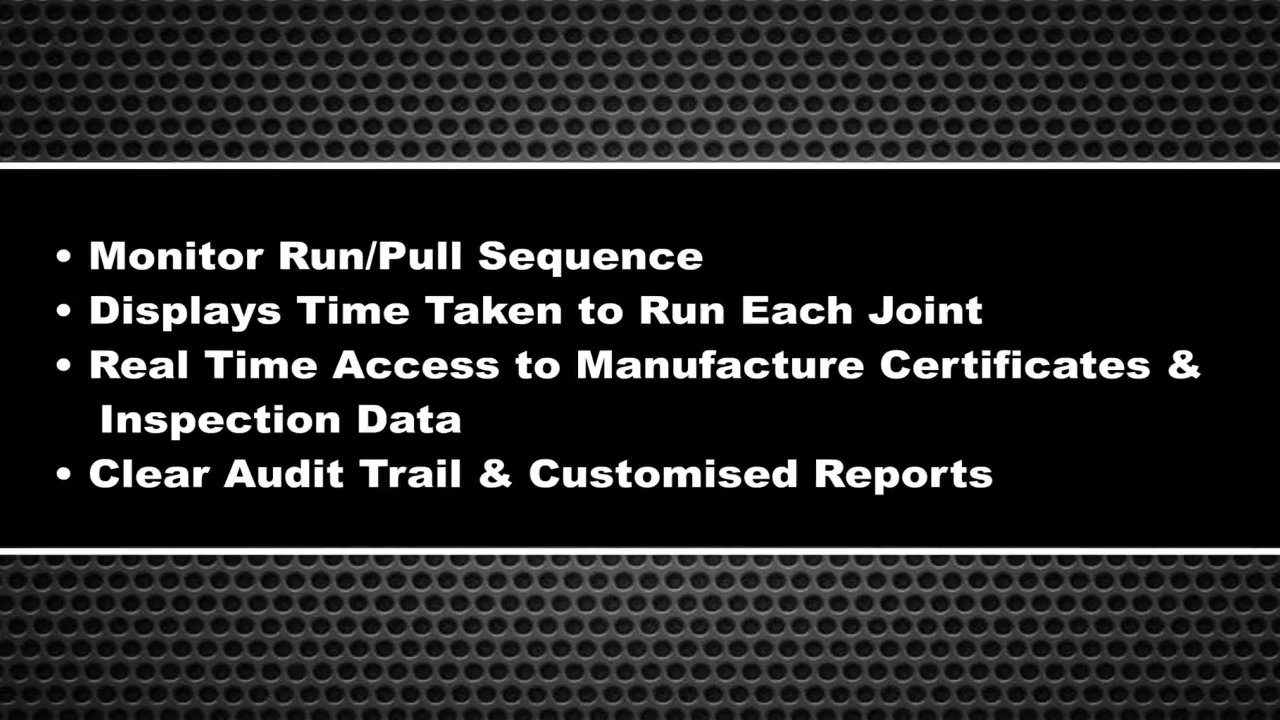 • Monitor Run/Pull Sequence
• Displays Time Taken to Run Each Joint
• Real Time Access to Manufacture Certificates &
Inspection Data
• Clear Audit Trail & Customised Reports